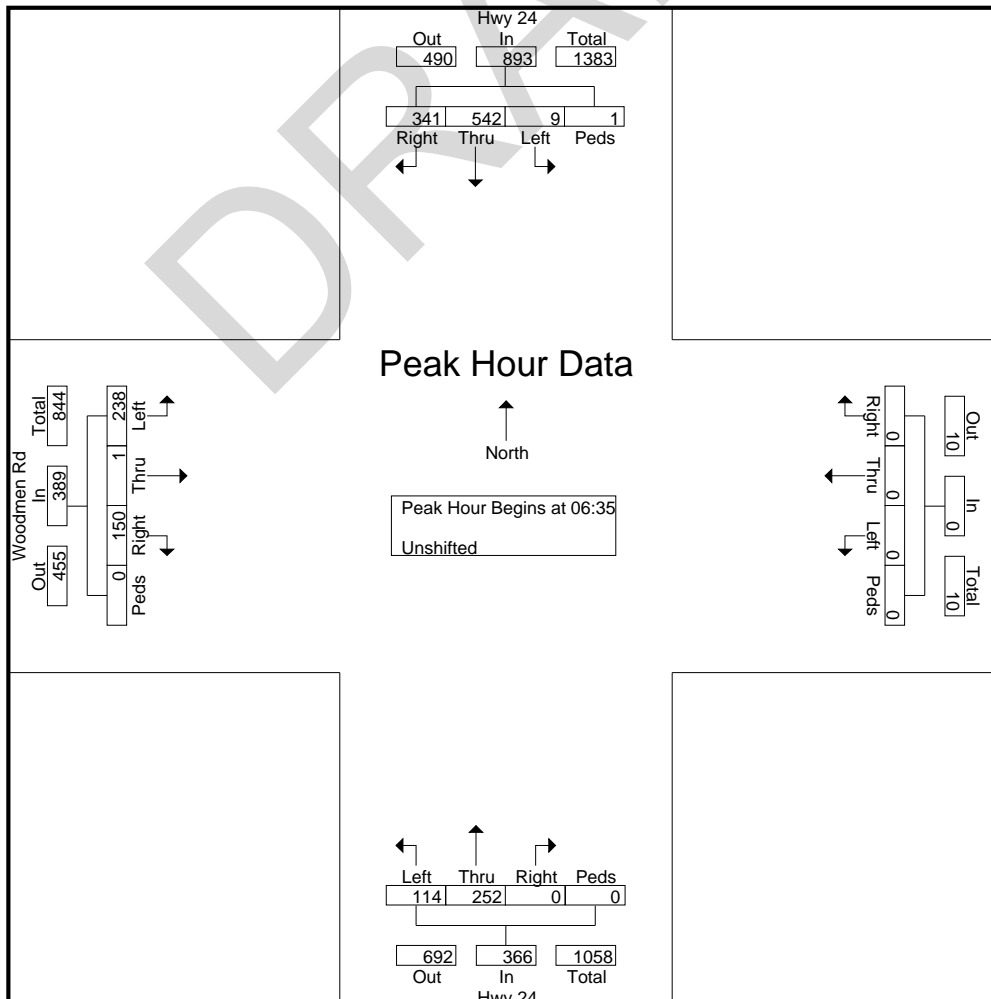 DRA
Hwy 24
Out In Total
490 893 1383
341 542 9 1
Right Thru Left Peds
Peak Hour Data
North
Peak Hour Begins at 06:35
Unshifted
Woodmen Rd
Out In Total
455 389 844
238 1 150 0
Left Thru Right Peds
Out In Total
10 0 10
Right Thru Left Peds
0 0 0 0
Left Thru Right Peds
114 252 0 0
692 366 1058
Out In Total
Hwy 24